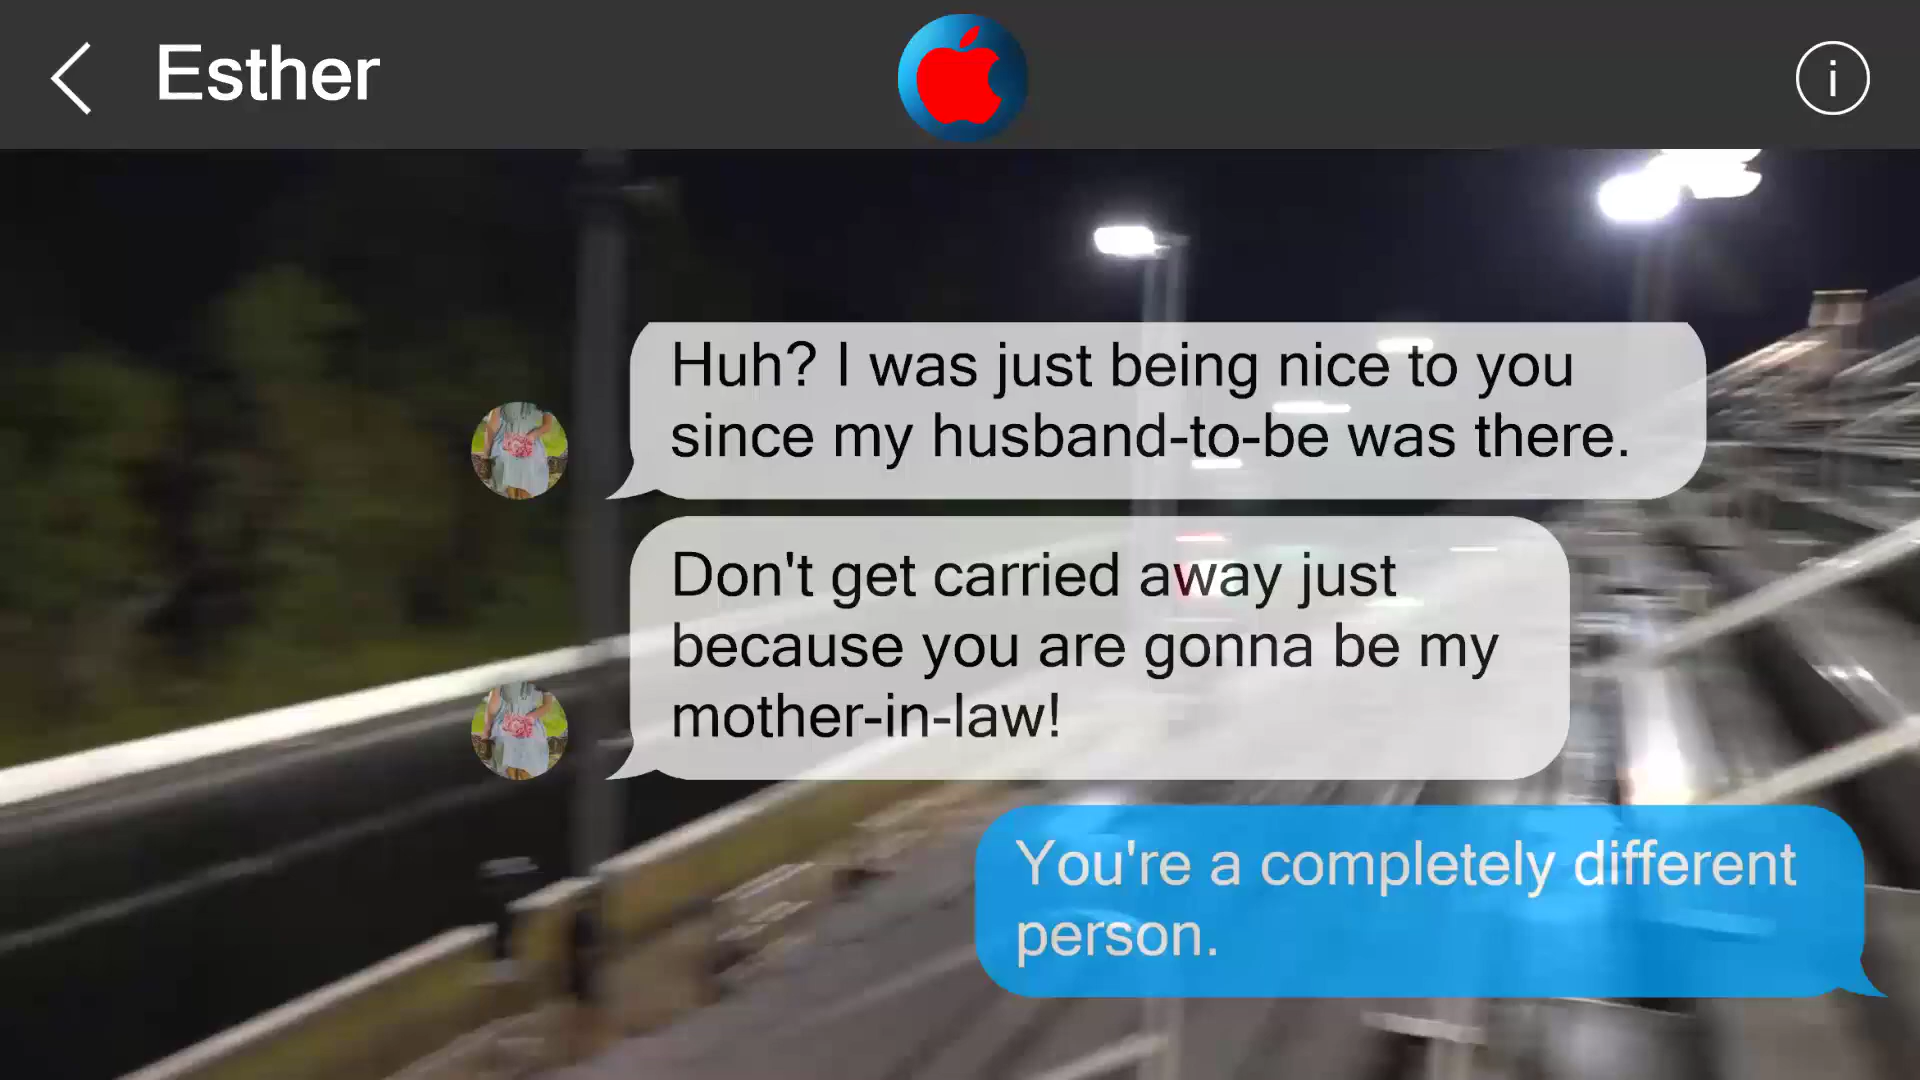 Esther
i
Huh? I was just being nice to you
since my husband-to-be was there.
Don't get carried away just
because you are gonna be my
mother-in-law!
You're a completely different
person.